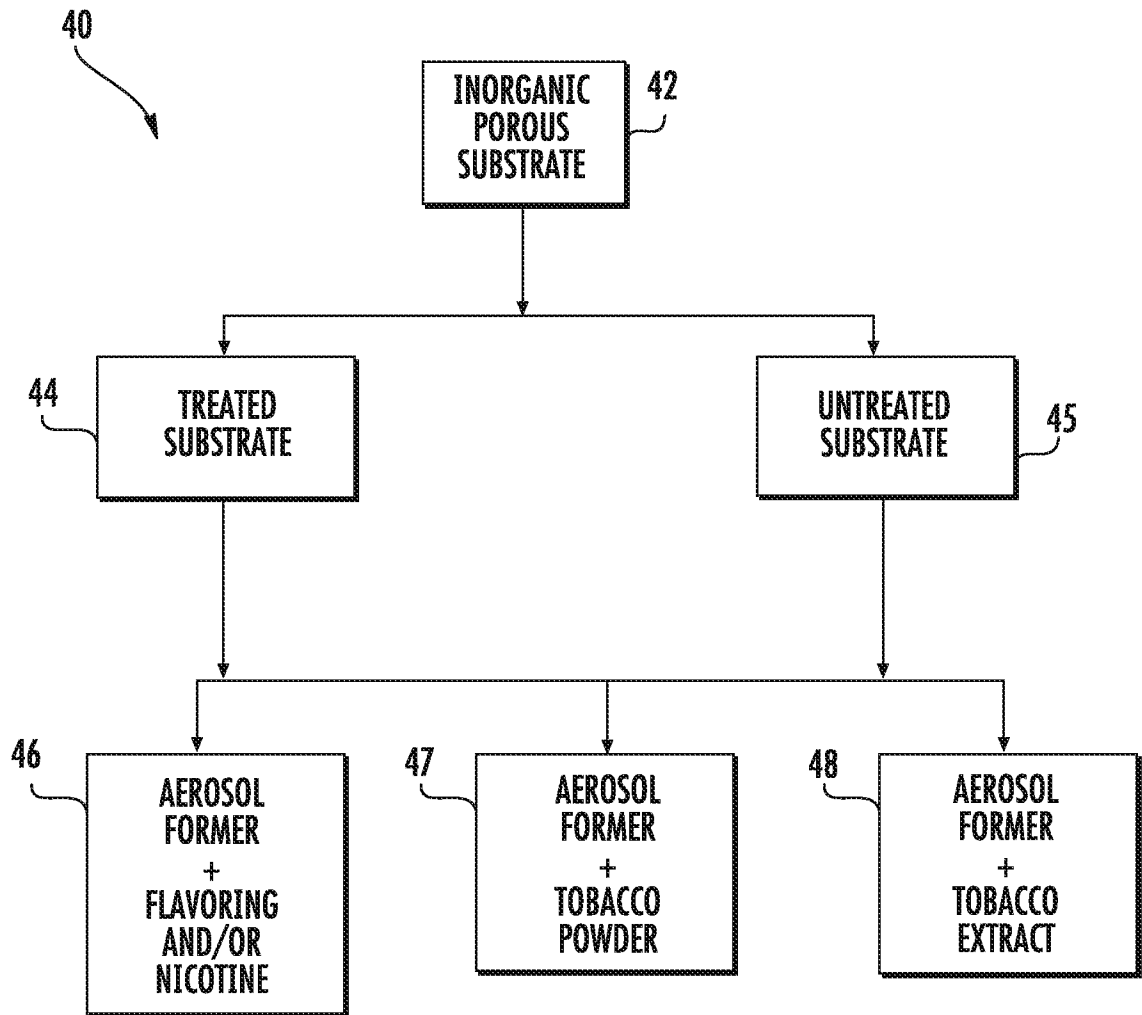 40
INORGANIC
POROUS
SUBSTRATE
42
44
TREATED
SUBSTRATE
UNTREATED
SUBSTRATE
45
46
AEROSOL
FORMER
+
FLAVORING
AND/OR
NICOTINE
47
AEROSOL
FORMER
+
TOBACCO
POWDER
48
AEROSOL
FORMER
+
TOBACCO
EXTRACT